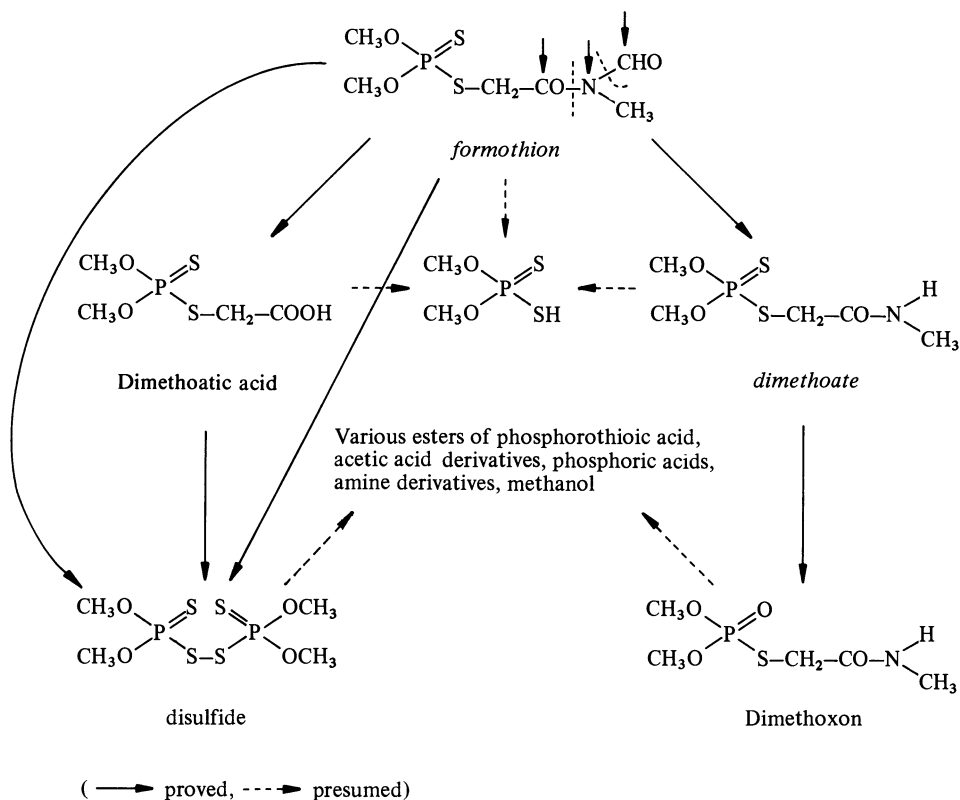 CH₃O S
P CHO
CH₃O S–CH₂–CO–N
CH₃
formothion
CH₃O S
P
CH₃O S–CH₂–COOH
Dimethoatic acid
CH₃O S
P
CH₃O SH
CH₃O S H
P
CH₃O S–CH₂–CO–N
CH₃
dimethoate
Various esters of phosphorothioic acid,
acetic acid derivatives, phosphoric acids,
amine derivatives, methanol
CH₃O S S OCH₃
P P
CH₃O S–S OCH₃
disulfide
CH₃O O H
P
CH₃O S–CH₂–CO–N
CH₃
Dimethoxon
( proved, presumed)